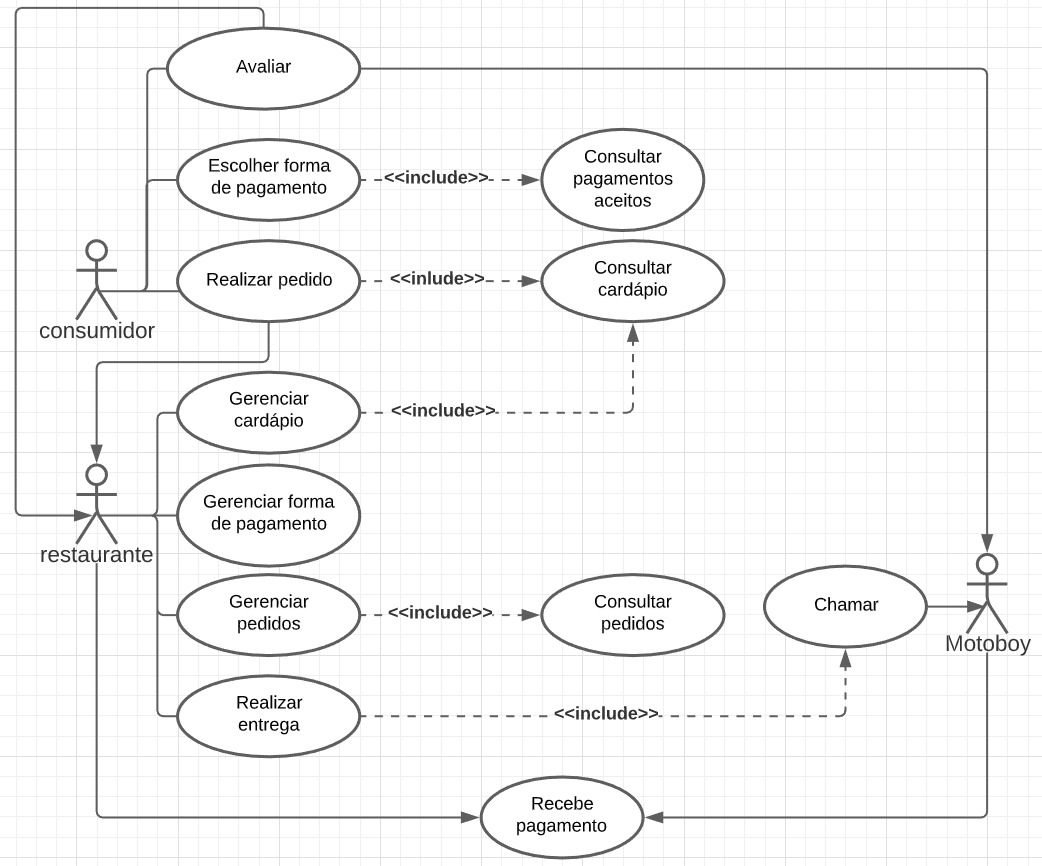 Avaliar
Escolher forma
de pagamento
<<include>>
Consultar
pagamentos
aceitos
Realizar pedido
<<inlude>>
Consultar
cardápio
consumidor
Gerenciar
cardápio
<<include>>
Gerenciar forma
de pagamento
restaurante
Gerenciar
pedidos
<<include>>
Consultar
pedidos
Chamar
Motoboy
Realizar
entrega
<<include>>
Recebe
pagamento